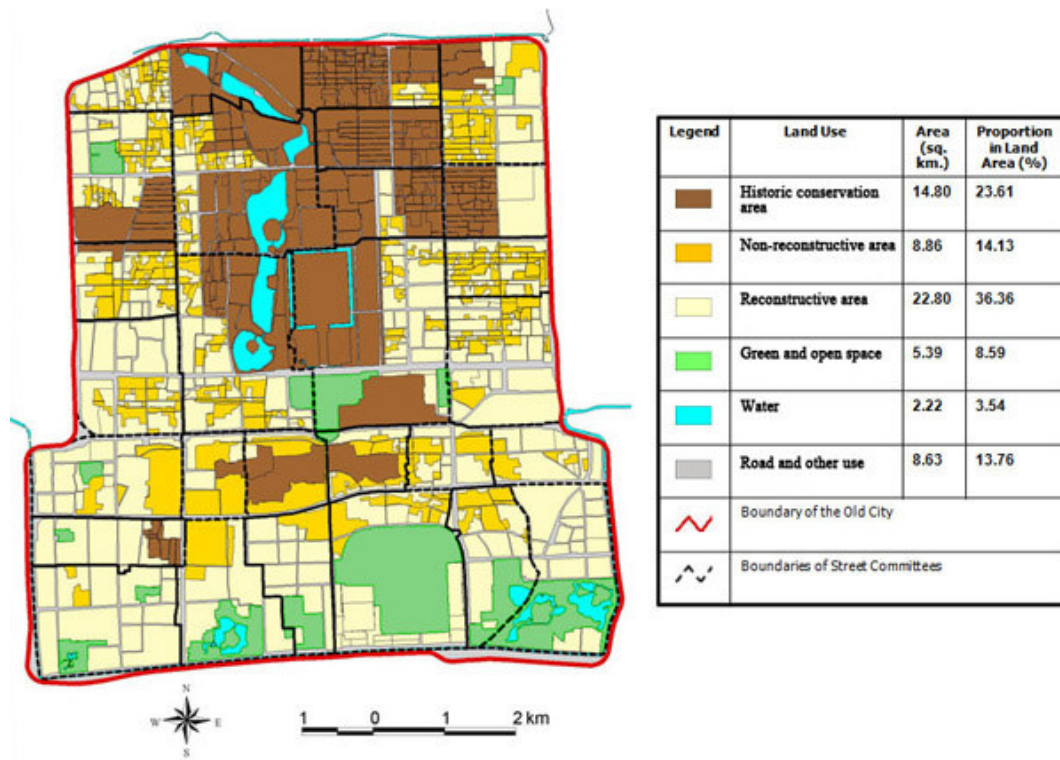 Legend Land Use Area (sq. km.) Proportion in Land Area (%)
Historic conservation area 14.80 23.61
Non-reconstructive area 8.86 14.13
Reconstructive area 22.80 36.36
Green and open space 5.39 8.59
Water 2.22 3.54
Road and other use 8.63 13.76
Boundary of the Old City
Boundaries of Street Committees
N
W E
S
1 0 1 2 km